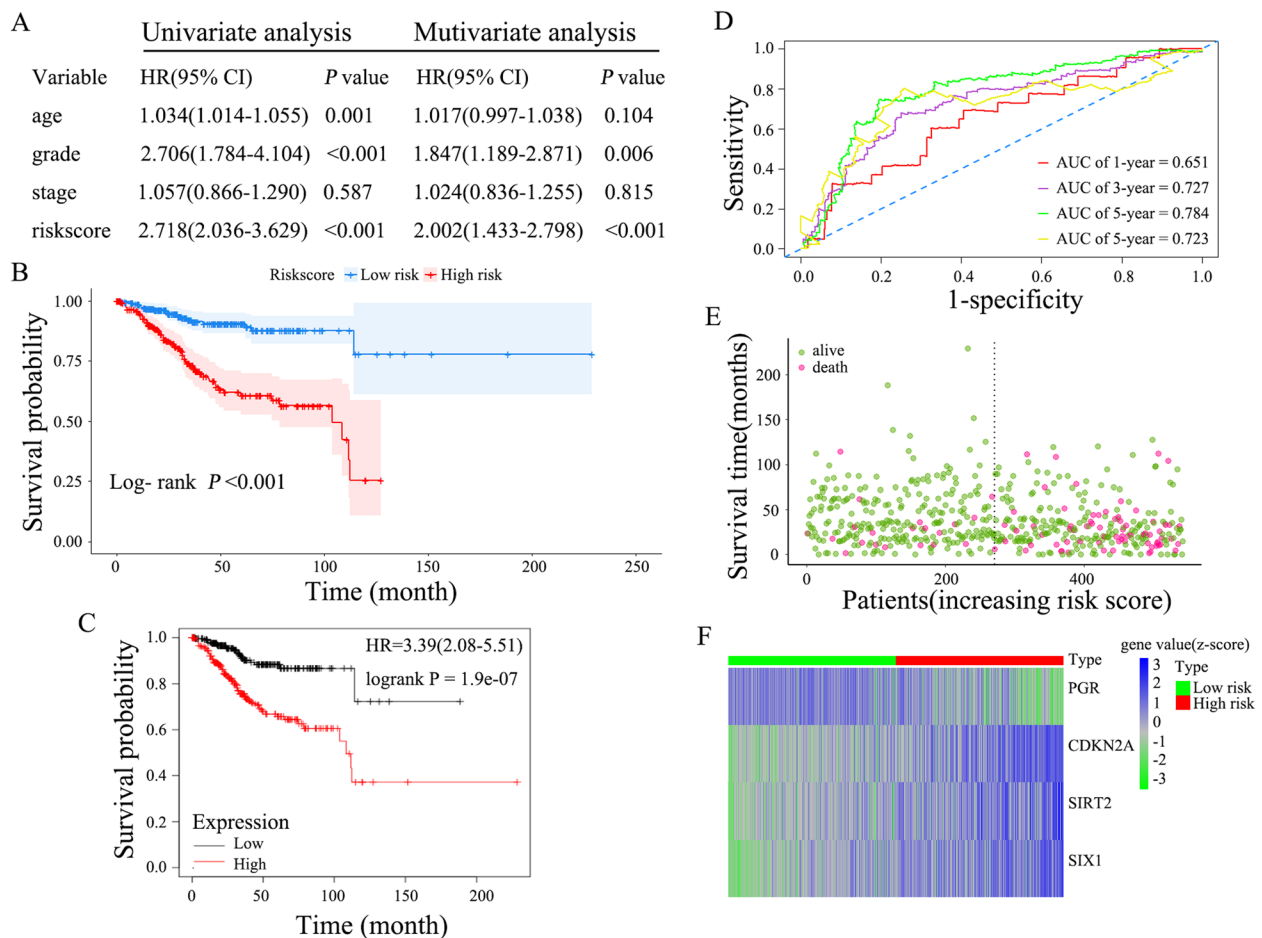 A
Univariate analysis Mutivariate analysis
Variable HR(95% CI) P value HR(95% CI) P value
age 1.034(1.014-1.055) 0.001 1.017(0.997-1.038) 0.104
grade 2.706(1.784-4.104) <0.001 1.847(1.189-2.871) 0.006
stage 1.057(0.866-1.290) 0.587 1.024(0.836-1.255) 0.815
riskscore 2.718(2.036-3.629) <0.001 2.002(1.433-2.798) <0.001
B
Riskscore Low risk High risk
Survival probability
1.00
0.75
0.50
0.25
0.00
Log- rank P<0.001
0 50 100 150 200 250
Time (month)
C
Survival probability
1.0
0.8
0.6
0.4
0.2
0.0
HR=3.39(2.08-5.51)
logrank P = 1.9e-07
Expression
Low
High
0 50 100 150 200
Time (month)
D
Sensitivity
1.0
0.8
0.6
0.4
0.2
0.0
AUC of 1-year = 0.651
AUC of 3-year = 0.727
AUC of 5-year = 0.784
AUC of 5-year = 0.723
0.0 0.2 0.4 0.6 0.8 1.0
1-specificity
E
Survival time(months)
alive
death
200
150
100
50
0
0 200 400
Patients(increasing risk score)
F
Type
PGR
CDKN2A
SIRT2
SIX1
gene value(z-score)
3
2
1
0
-1
-2
-3
Type
Low risk
High risk